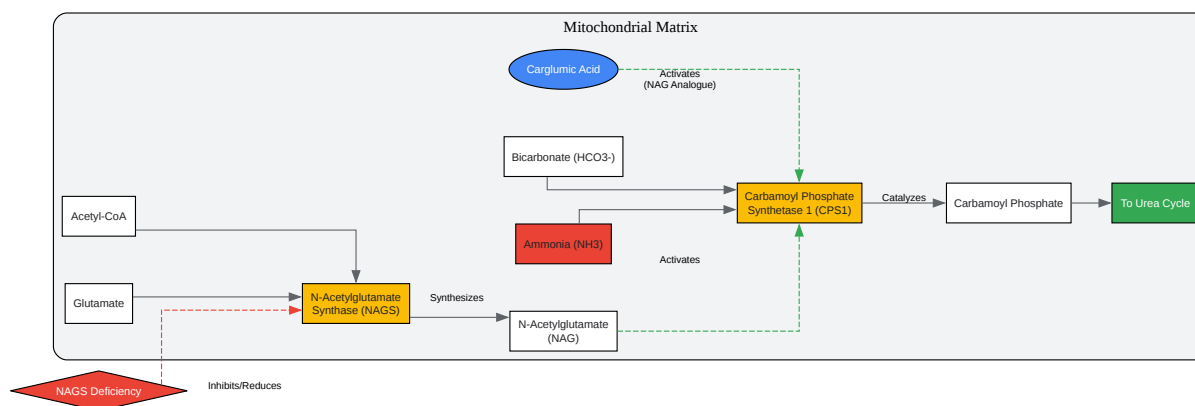 Mitochondrial Matrix
Carglumic Acid
Activates
(NAG Analogue)
Bicarbonate (HCO3-)
Acetyl-CoA
Carbamoyl Phosphate
Synthetase 1 (CPS1)
Catalyzes
Carbamoyl Phosphate
To Urea Cycle
Ammonia (NH3)
Activates
Glutamate
N-Acetylglutamate
Synthase (NAGS)
Synthesizes
N-Acetylglutamate
(NAG)
NAGS Deficiency
Inhibits/Reduces